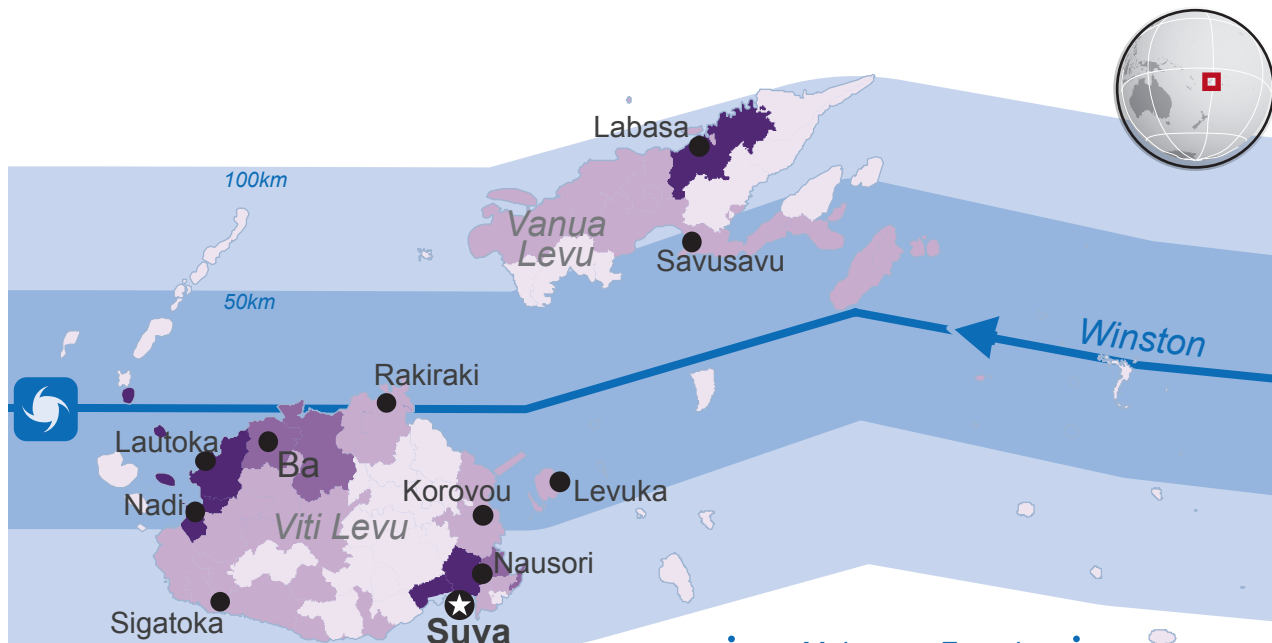 Labasa
100km
Vanua
Levu
Savusavu
50km
Winston
Rakiraki
Lautoka
Ba
Korovou
Levuka
Nadi
Viti Levu
Nausori
Sigatoka
Suva